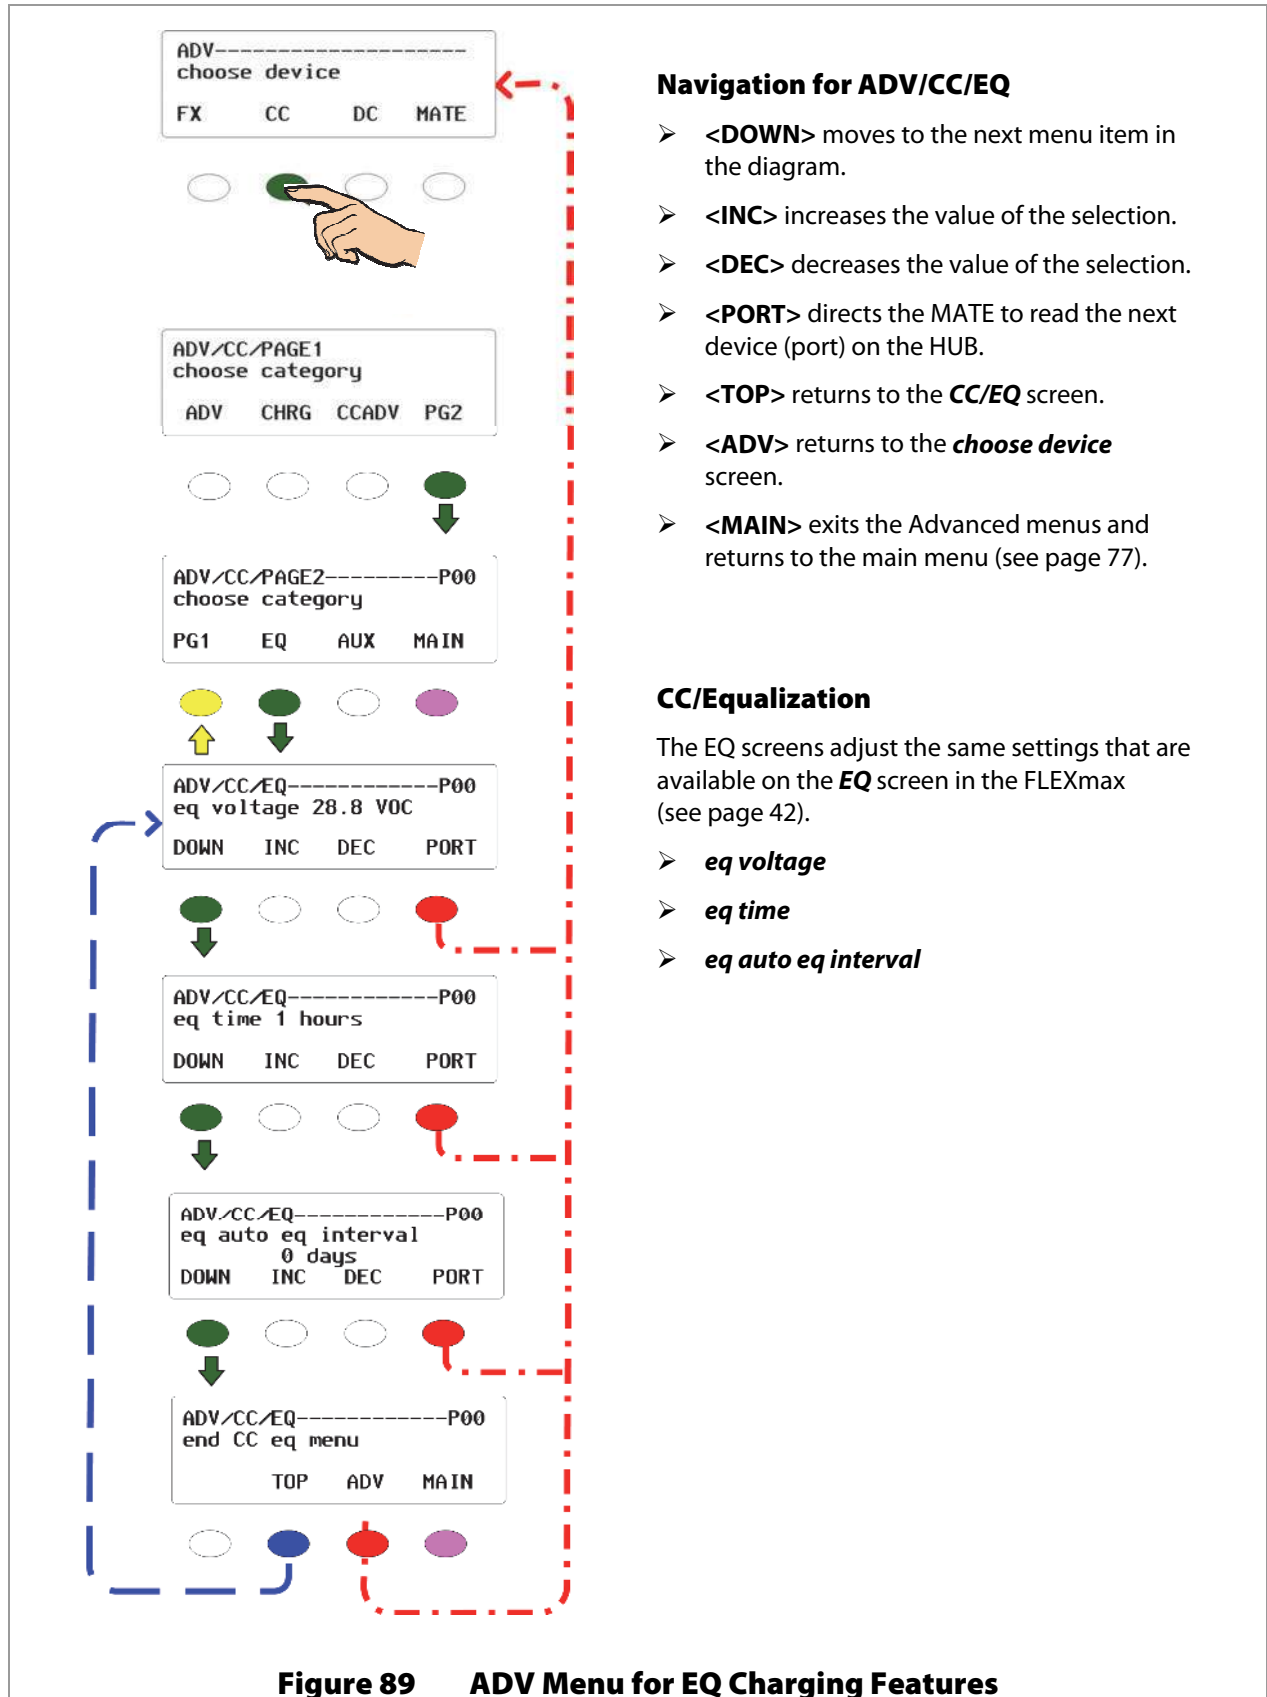 ADV----------------------
choose device
FX CC DC MATE
ADV/CC/PAGE1
choose category
ADV CHRG CCADV PG2
ADV/CC/PAGE2---------P00
choose category
PG1 EQ AUX MAIN
ADV/CC/EQ------------P00
eq voltage 28.8 VOC
DOWN INC DEC PORT
ADV/CC/EQ------------P00
eq time 1 hours
DOWN INC DEC PORT
ADV/CC/EQ------------P00
eq auto eq interval
0 days
DOWN INC DEC PORT
ADV/CC/EQ------------P00
end CC eq menu
TOP ADV MAIN
Navigation for ADV/CC/EQ
➢ <DOWN> moves to the next menu item in
the diagram.
➢ <INC> increases the value of the selection.
➢ <DEC> decreases the value of the selection.
➢ <PORT> directs the MATE to read the next
device (port) on the HUB.
➢ <TOP> returns to the CC/EQ screen.
➢ <ADV> returns to the choose device
screen.
➢ <MAIN> exits the Advanced menus and
returns to the main menu (see page 77).
CC/Equalization
The EQ screens adjust the same settings that are
available on the EQ screen in the FLEXmax
(see page 42).
➢ eq voltage
➢ eq time
➢ eq auto eq interval
Figure 89 ADV Menu for EQ Charging Features